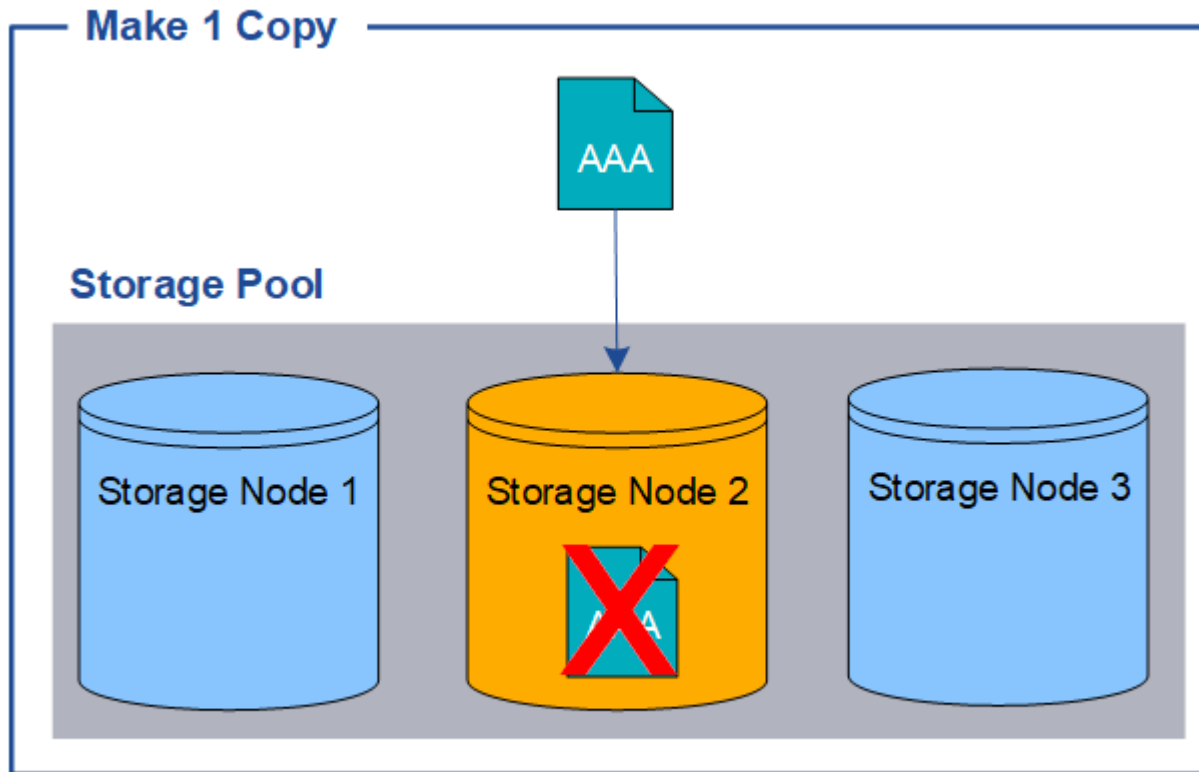 Make 1 Copy
AAA
Storage Pool
Storage Node 1
Storage Node 2
Storage Node 3